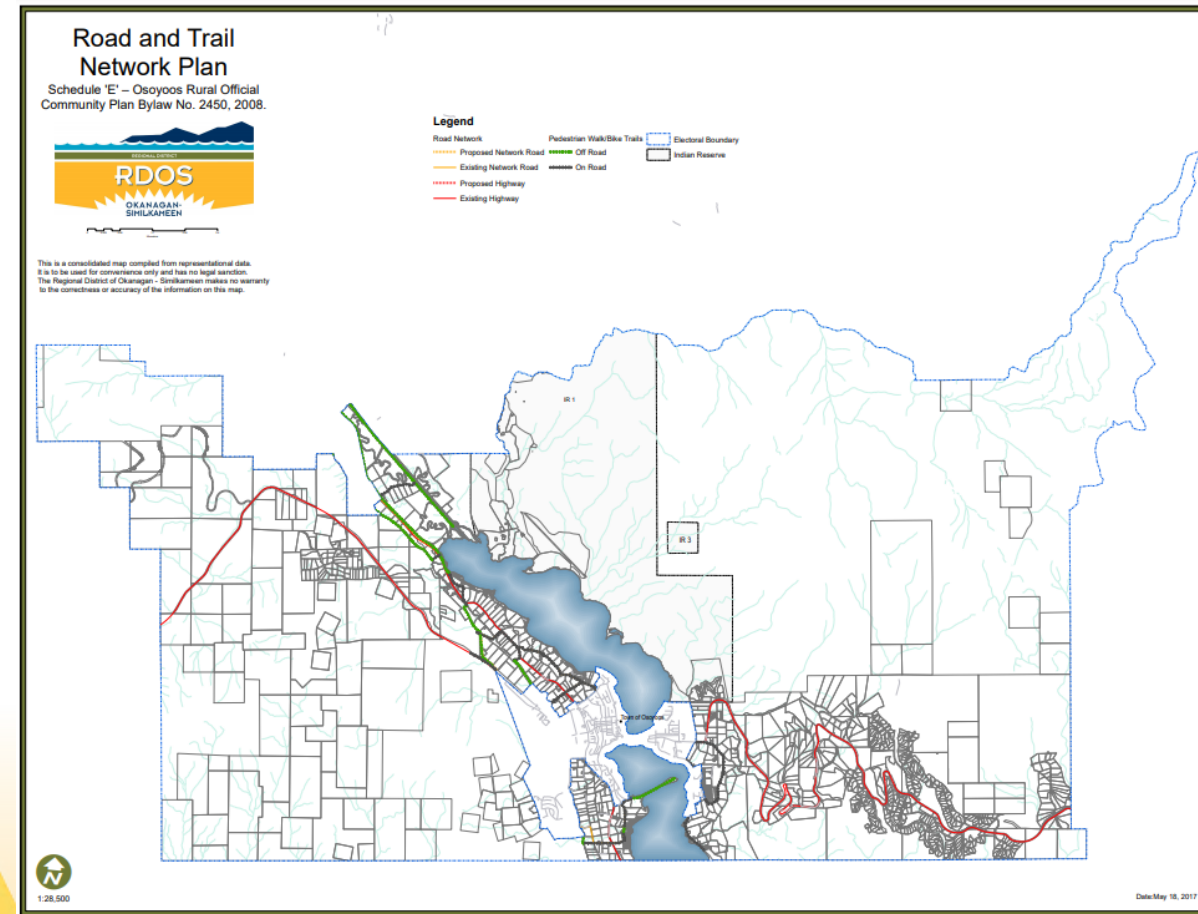 Road and Trail
Network Plan
Schedule 'E' – Osoyoos Rural Official
Community Plan Bylaw No. 2450, 2008.
REGIONAL DISTRICT
RDOS
OKANAGAN-
SIMILKAMEEN
This is a consolidated map compiled from representational data.
It is to be used for convenience only and has no legal sanction.
The Regional District of Okanagan - Similkameen makes no warranty
to the correctness or accuracy of the information on this map.
Legend
Road Network
Proposed Network Road
Existing Network Road
Proposed Highway
Existing Highway
Pedestrian Walk/Bike Trails
Off Road
On Road
Electoral Boundary
Indian Reserve
IR 1
IR 3
Town of Osoyoos
N
1:28,500
Date:May 18, 2017